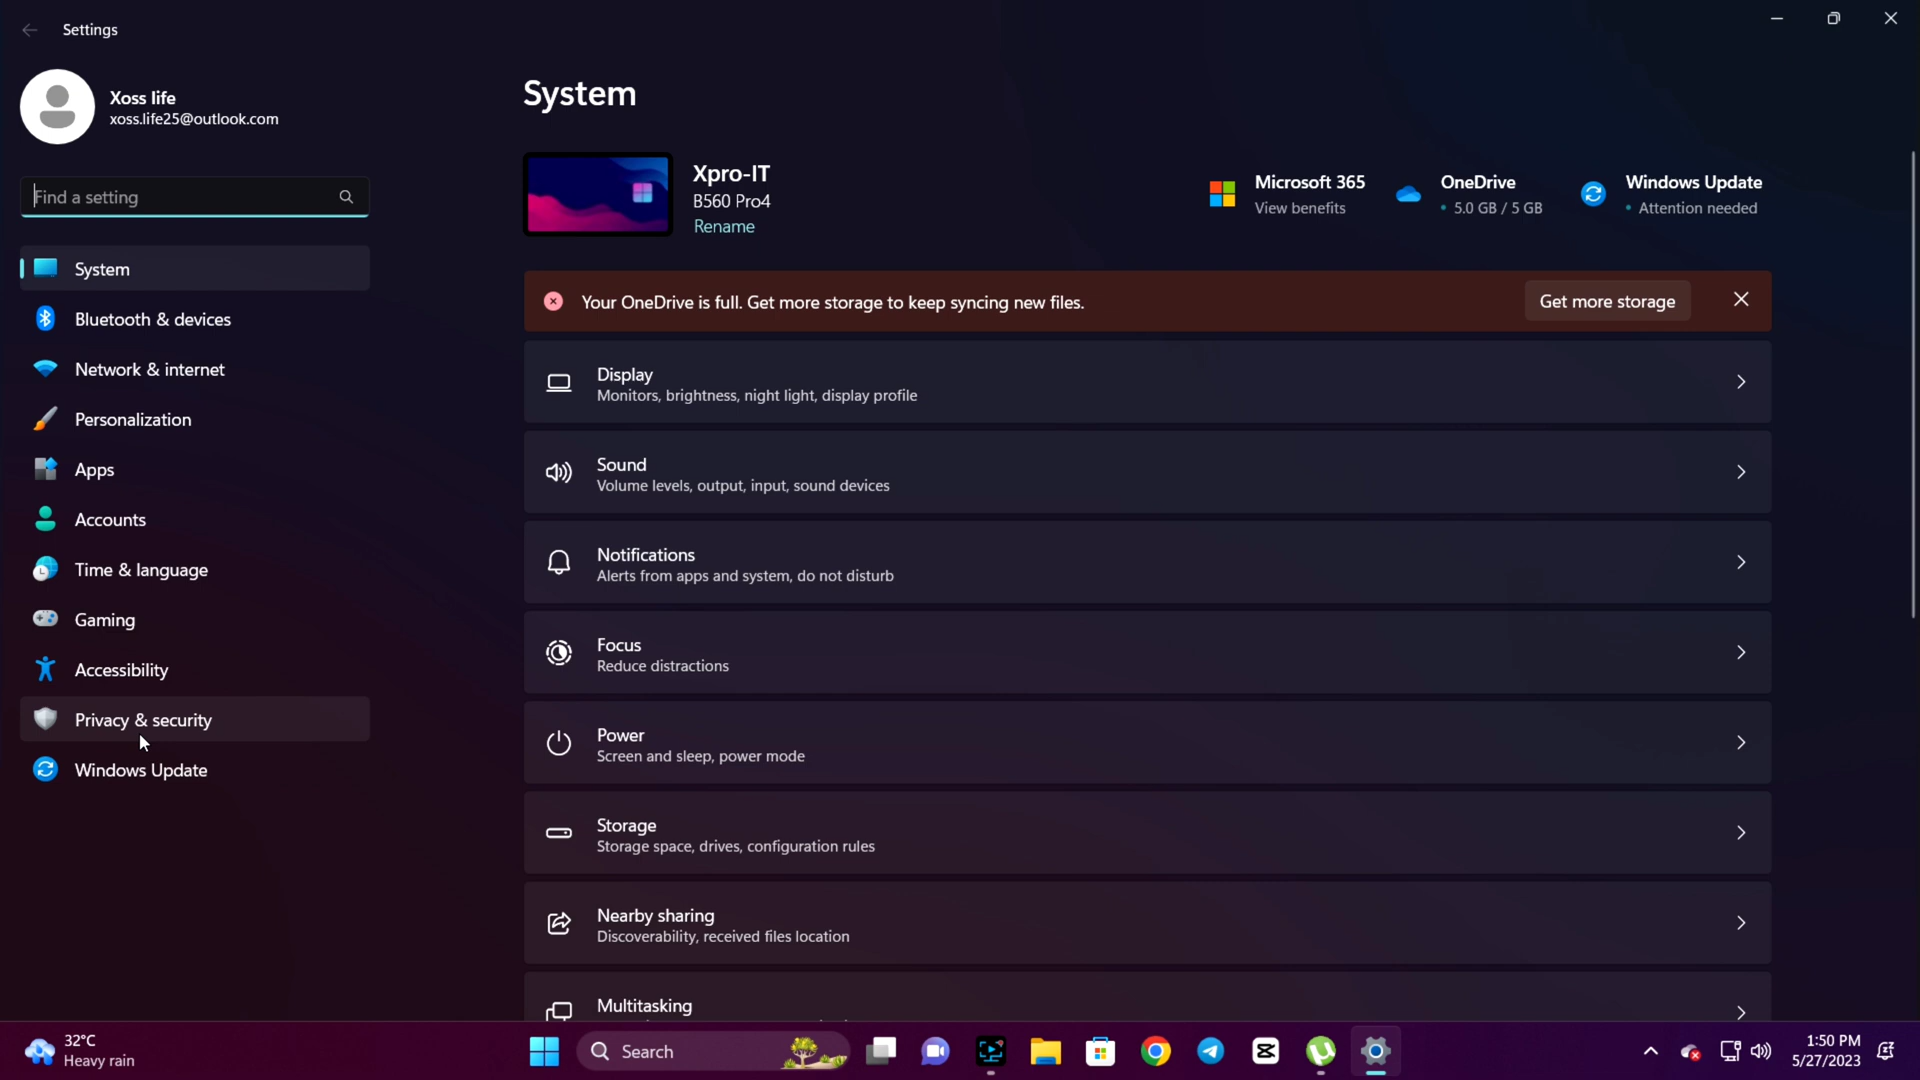 Settings
Xoss life
xoss.life25@outlook.com
Find a setting
System
Bluetooth & devices
Network & internet
Personalization
Apps
Accounts
Time & language
Gaming
Accessibility
Privacy & security
Windows Update
System
Xpro-IT
B560 Pro4
Rename
Microsoft 365
View benefits
OneDrive
• 5.0 GB / 5 GB
Windows Update
• Attention needed
Your OneDrive is full. Get more storage to keep syncing new files.
Get more storage
Display
Monitors, brightness, night light, display profile
Sound
Volume levels, output, input, sound devices
Notifications
Alerts from apps and system, do not disturb
Focus
Reduce distractions
Power
Screen and sleep, power mode
Storage
Storage space, drives, configuration rules
Nearby sharing
Discoverability, received files location
Multitasking
32°C
Heavy rain
Search
1:50 PM
5/27/2023